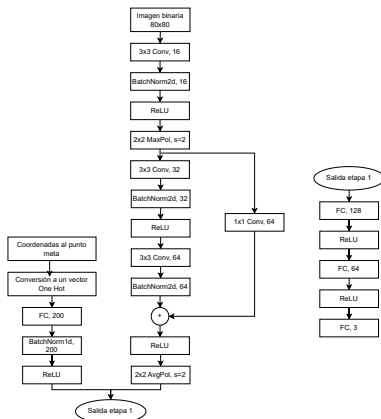 Imagen binaria
80x80
3x3 Conv, 16
BatchNorm2d, 16
ReLU
2x2 MaxPol, s=2
3x3 Conv, 32
BatchNorm2d, 32
ReLU
3x3 Conv, 64
BatchNorm2d, 64
+
ReLU
2x2 AvgPol, s=2
1x1 Conv, 64
Coordenadas al punto
meta
Conversión a un vector
One Hot
FC, 200
BatchNorm1d,
200
ReLU
Salida etapa 1
Salida etapa 1
FC, 128
ReLU
FC, 64
ReLU
FC, 3